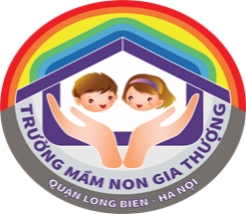 TRƯỜNG MẦM NON GIA THƯỢNG
QUẬN LONG BIÊN - HÀ NỘI